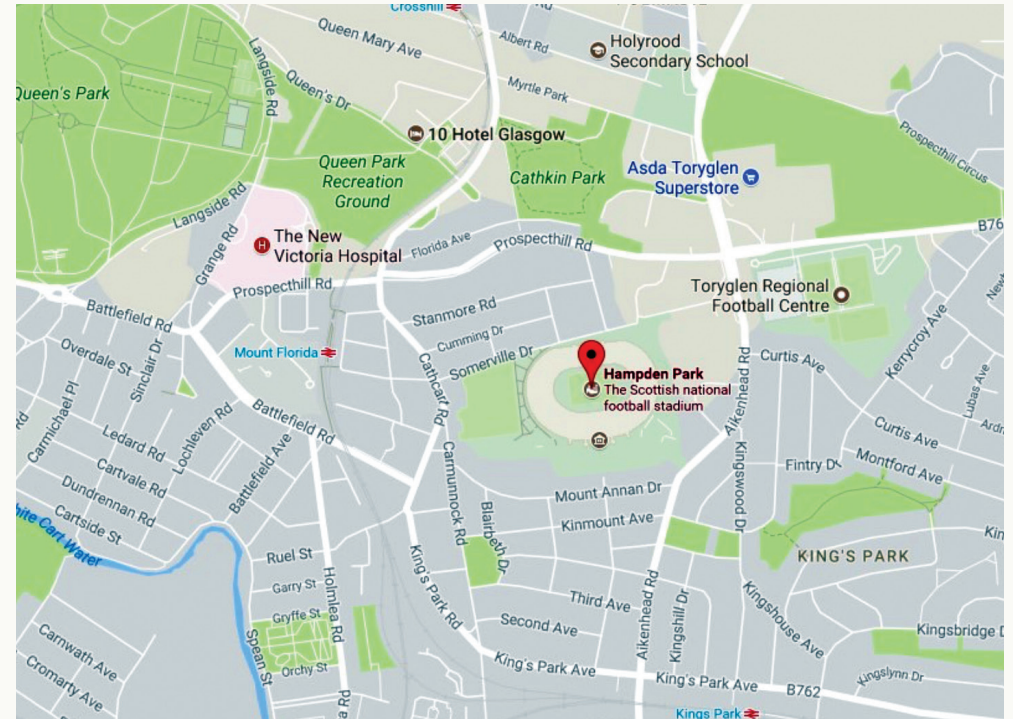 Crosshill
Queen Mary Ave
Albert Rd
Holyrood
Secondary School
Langside Rd
Queen's Dr
Myrtle Park
Queen's Park
10 Hotel Glasgow
Prospecthill Circus
Queen Park
Recreation
Ground
Cathkin Park
Asda Toryglen
Superstore
Langside Rd
Grange Rd
H
The New
Victoria Hospital
Florida Ave
Prospecthill Rd
B76
Prospecthill Rd
Toryglen Regional
Football Centre
Battlefield Rd
Stanmore Rd
Cumming Dr
Somerville Dr
Mount Florida
Overdale St
Sinclair Dr
Cathcart Rd
Hampden Park
The Scottish national
football stadium
Aikenhead Rd
Curtis Ave
Kerrycroy Ave
Lubas Ave
Carmichael Pl
Ledard Rd
Lochleven Rd
Battlefield Rd
Battlefield Ave
Cartvale Rd
Dundrennan Rd
Cartside St
hite Cart Water
Carmunnock Rd
Blairbeth Dr
Mount Annan Dr
Kinmount Ave
Kingswood Dr
Curtis Ave
Fintry D
Montford Ave
KING'S PARK
Ruel St
Garry St
Gryffe St
Orchy St
Holmlea Rd
Spean St
King's Park Rd
Third Ave
Second Ave
Aikenhead Rd
Kingshill Dr
Kingshouse Ave
Kingsbridge
Kingslynn Dr
Carnwath Ave
Cromarty Ave
King's Park Ave
King's Park Ave
B762
Kings Park